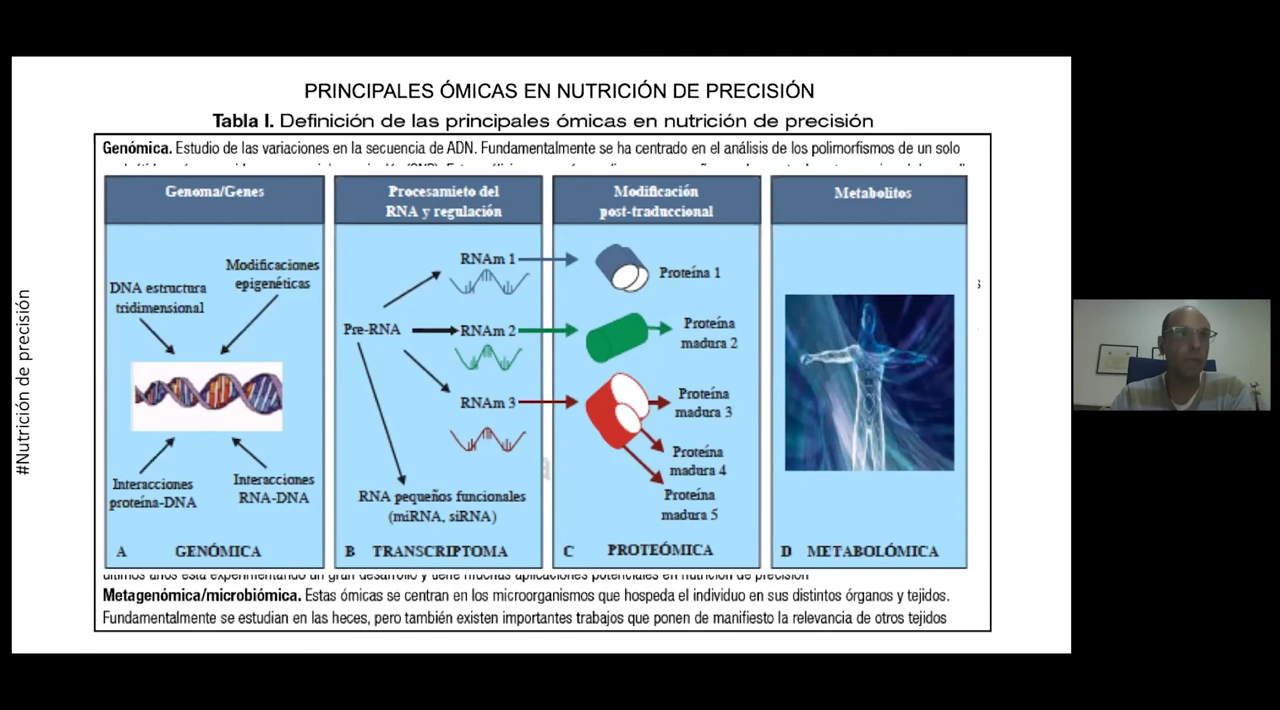 PRINCIPALES ÓMICAS EN NUTRICIÓN DE PRECISIÓN
Tabla I. Definición de las principales ómicas en nutrición de precisión
Genómica. Estudio de las variaciones en la secuencia de ADN. Fundamentalmente se ha centrado en el análisis de los polimorfismos de un solo
Genoma/Genes
DNA estructura
tridimensional
Modificaciones
epigenéticas
Interacciones
proteína-DNA
Interacciones
RNA-DNA
A GENÓMICA
Procesamieto del
RNA y regulación
Pre-RNA
RNAm 1
RNAm 2
RNAm 3
RNA pequeños funcionales
(miRNA, siRNA)
B TRANSCRIPTOMA
Modificación
post-traduccional
Proteína 1
Proteína
madura 2
Proteína
madura 3
Proteína
madura 4
Proteína
madura 5
C PROTEÓMICA
Metabolitos
D METABOLÓMICA
últimos años está experimentando un gran desarrollo y tiene muchas aplicaciones potenciales en nutrición de precisión
Metagenómica/microbiómica. Estas ómicas se centran en los microorganismos que hospeda el individuo en sus distintos órganos y tejidos.
Fundamentalmente se estudian en las heces, pero también existen importantes trabajos que ponen de manifiesto la relevancia de otros tejidos
#Nutrición de precisión